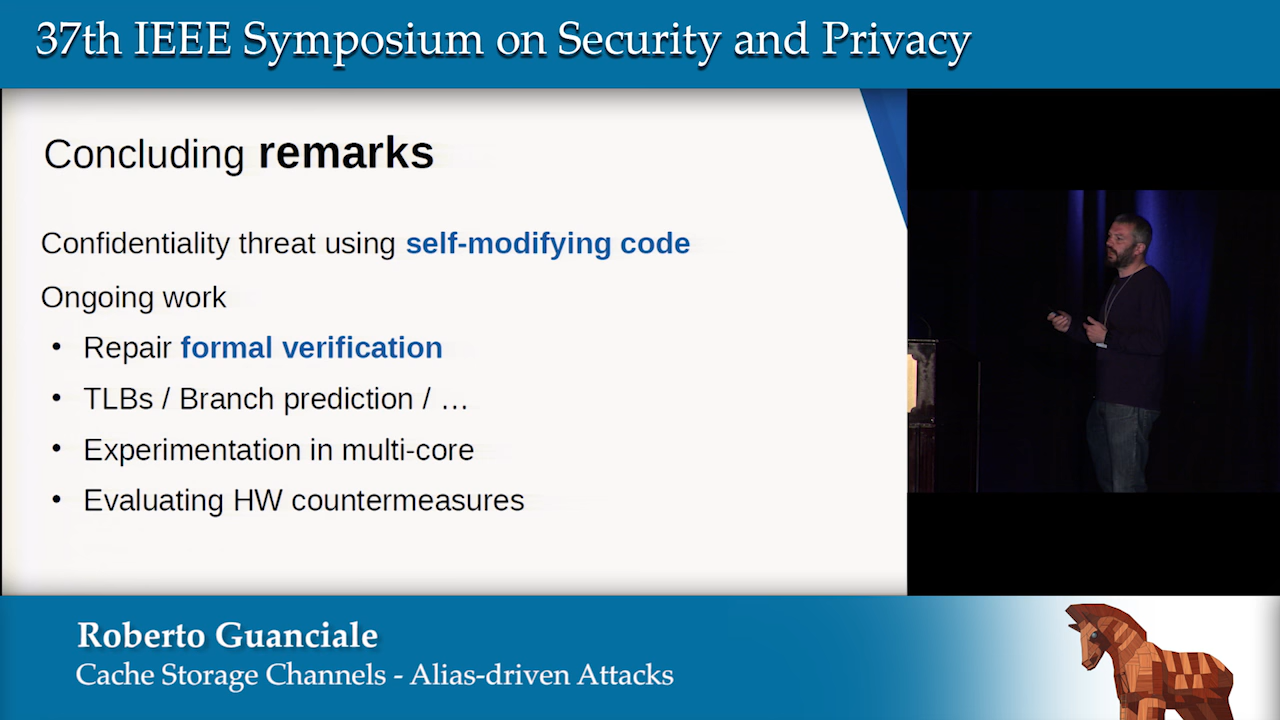 37th IEEE Symposium on Security and Privacy
Concluding remarks
Confidentiality threat using self-modifying code
Ongoing work
• Repair formal verification
• TLBs / Branch prediction / …
• Experimentation in multi-core
• Evaluating HW countermeasures
Roberto Guanciale
Cache Storage Channels - Alias-driven Attacks